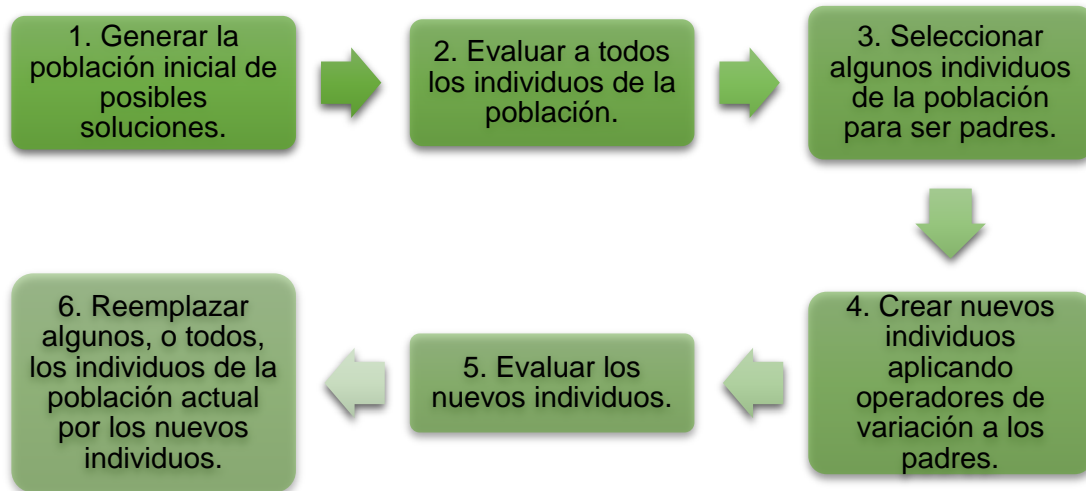 1. Generar la
población inicial de
posibles
soluciones.
2. Evaluar a todos
los individuos de la
población.
3. Seleccionar
algunos individuos
de la población
para ser padres.
4. Crear nuevos
individuos
aplicando
operadores de
variación a los
padres.
5. Evaluar los
nuevos individuos.
6. Reemplazar
algunos, o todos,
los individuos de la
población actual
por los nuevos
individuos.